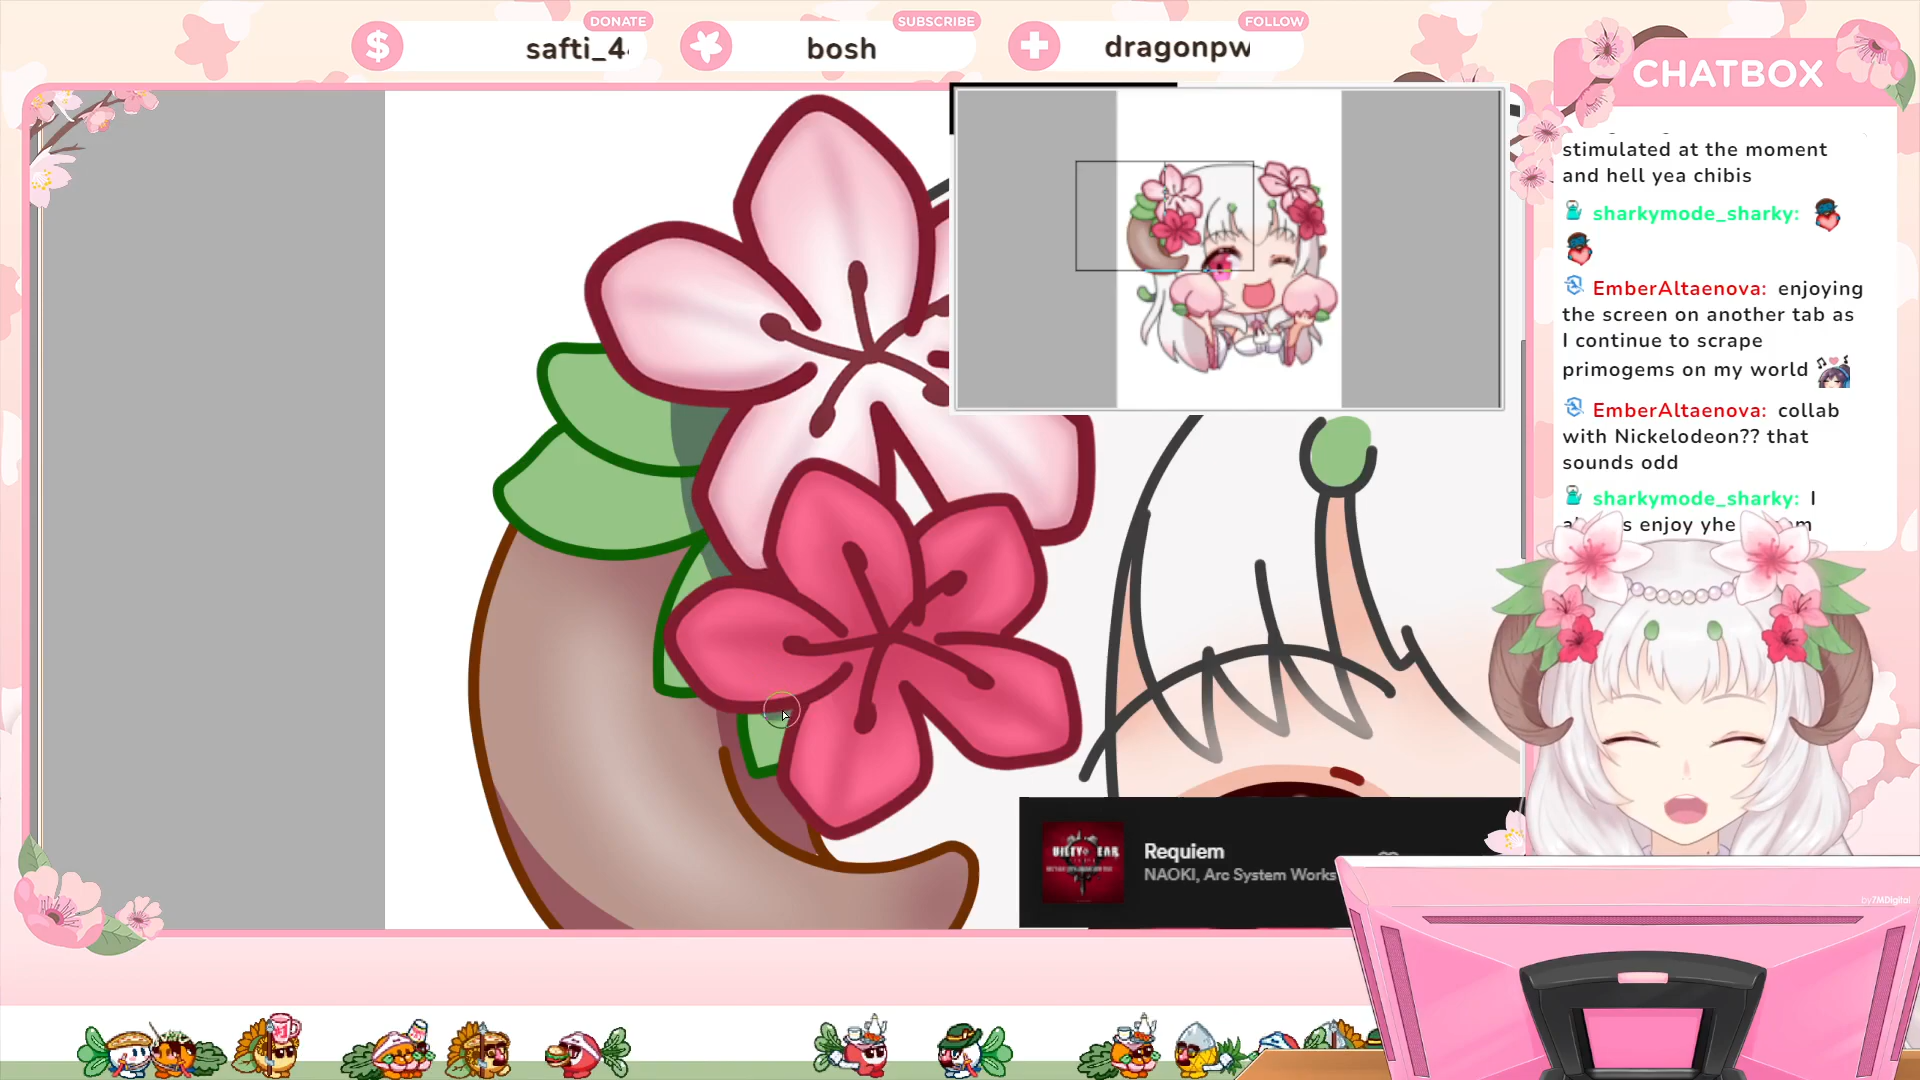 DONATE
safti_4
SUBSCRIBE
bosh
FOLLOW
dragonpw
CHATBOX
stimulated at the moment
and hell yea chibis
sharkymode_sharky:
EmberAltaenova: enjoying
the screen on another tab as
I continue to scrape
primogems on my world
EmberAltaenova: collab
with Nickelodeon?? that
sounds odd
sharkymode_sharky: I
enjoy yhe
Requiem
NAOKI, Arc System Works
by7MDigital